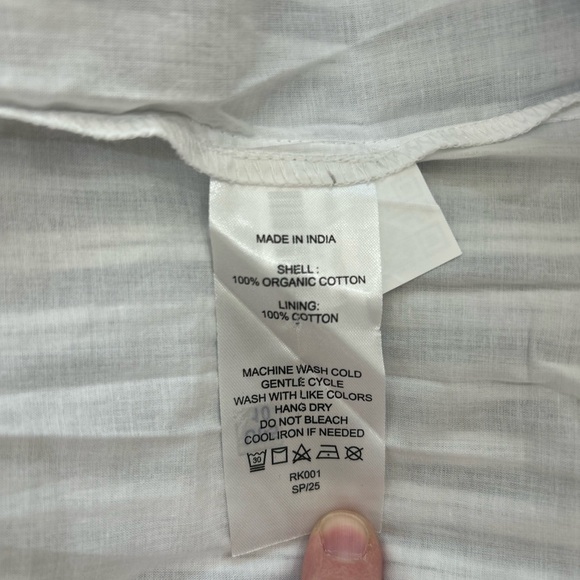 MADE IN INDIA
SHELL :
100% ORGANIC COTTON
LINING:
100% COTTON
MACHINE WASH COLD
GENTLE CYCLE
WASH WITH LIKE COLORS
HANG DRY
DO NOT BLEACH
COOL IRON IF NEEDED
30
RK001
SP/25